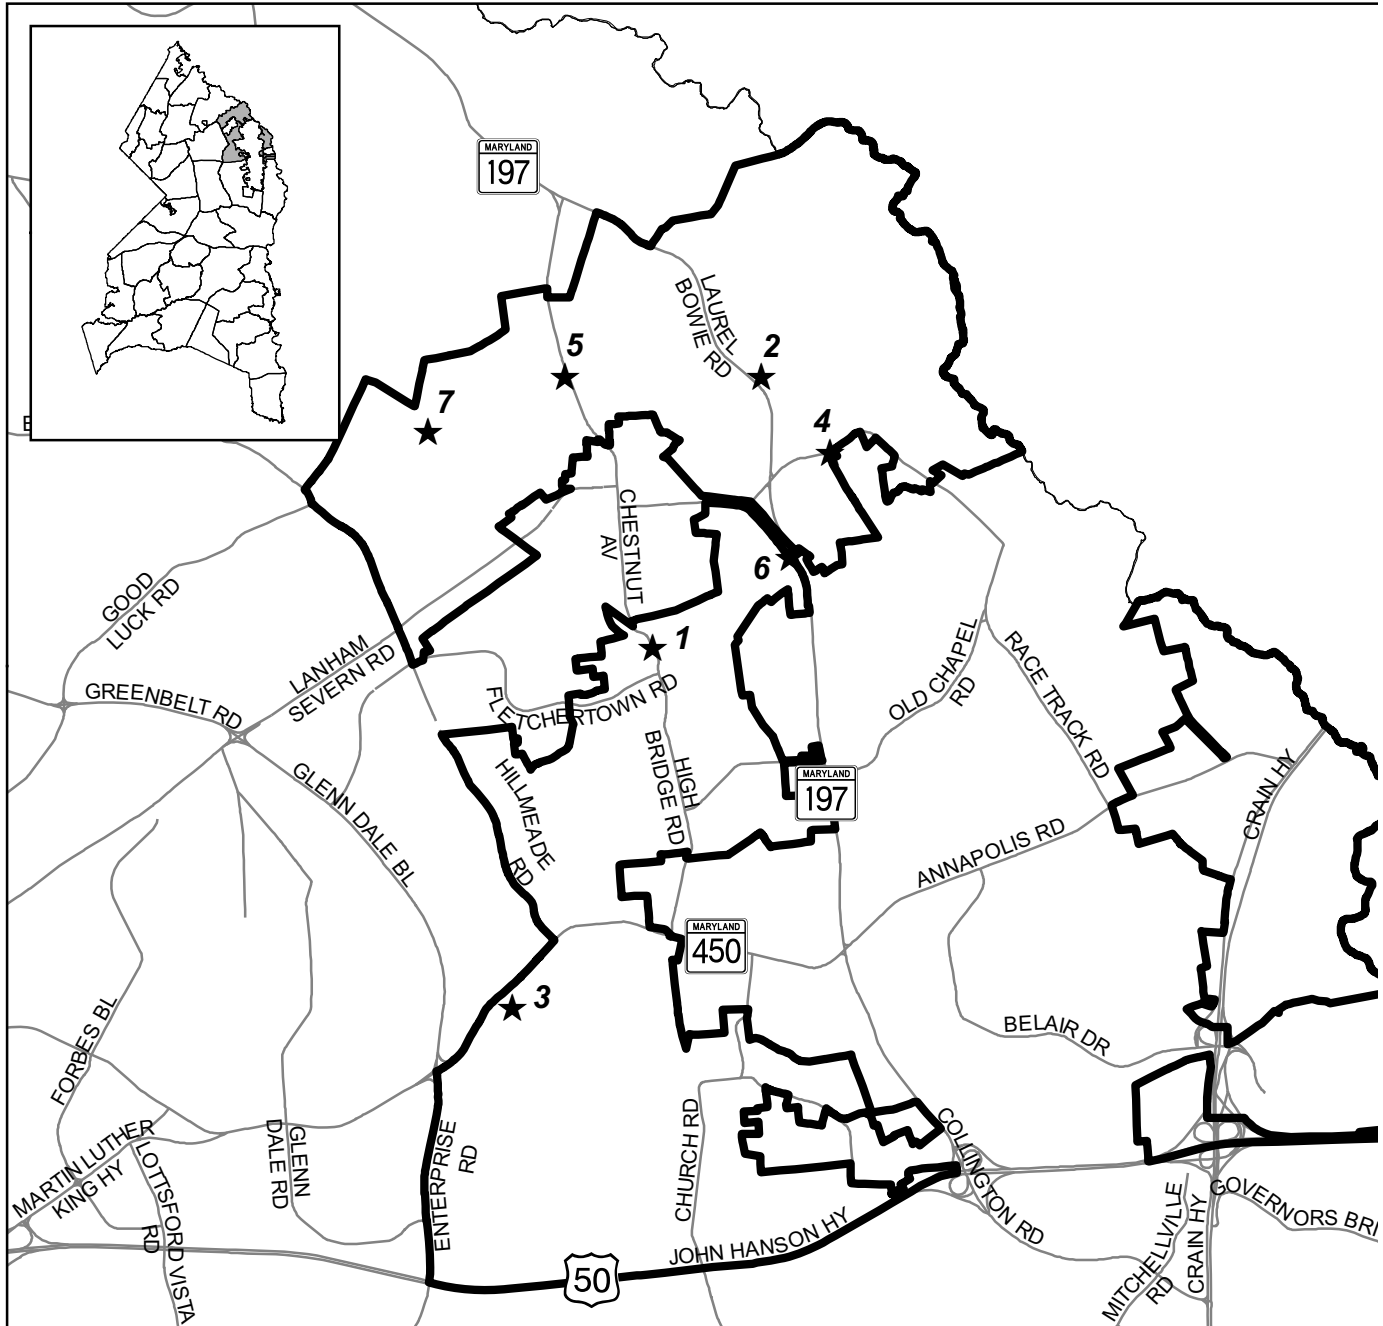 MARYLAND
197
LAUREL
BOWIE RD
5
2
7
4
CHESTNUT
AV
6
GOOD
LUCK RD
1
LANHAM
SEVERN RD
OLD CHAPEL
RD
RACE TRACK RD
GREENBELT RD
FLETCHERTOWN RD
HIGH
BRIDGE RD
HILLMEADE
RD
GLENN DALE BL
MARYLAND
197
CRAIN HY
ANNAPOLIS RD
MARYLAND
450
3
FORBES BL
BELAIR DR
MARTIN LUTHER
KING HY
LOTTSFORD VISTA
RD
GLENN
DALE RD
ENTERPRISE
RD
CHURCH RD
COLLINGTON RD
JOHN HANSON HY
50
MITCHELLVILLE
RD
CRAIN HY
GOVERNORS BRI